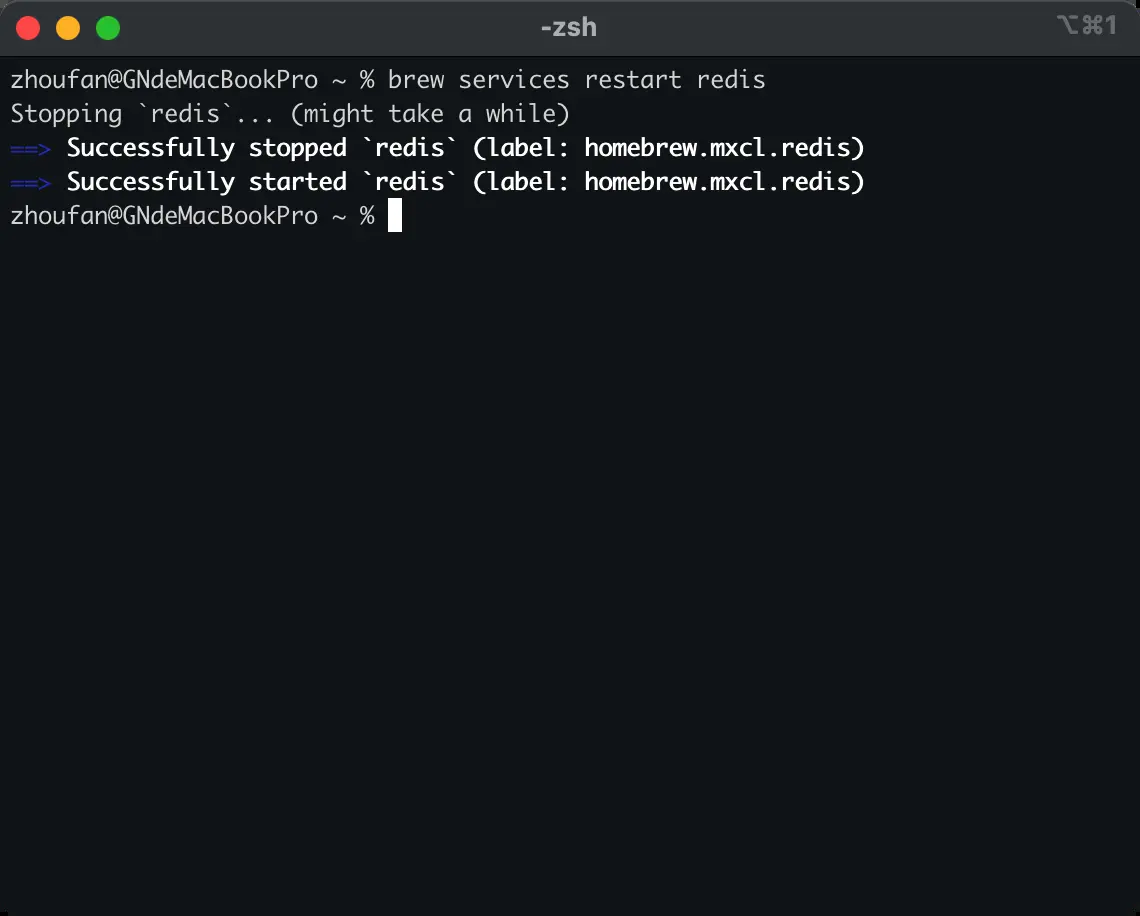 -zsh
⌥⌘1
zhoufan@GNdeMacBookPro ~ % brew services restart redis
Stopping `redis`... (might take a while)
==> Successfully stopped `redis` (label: homebrew.mxcl.redis)
==> Successfully started `redis` (label: homebrew.mxcl.redis)
zhoufan@GNdeMacBookPro ~ %